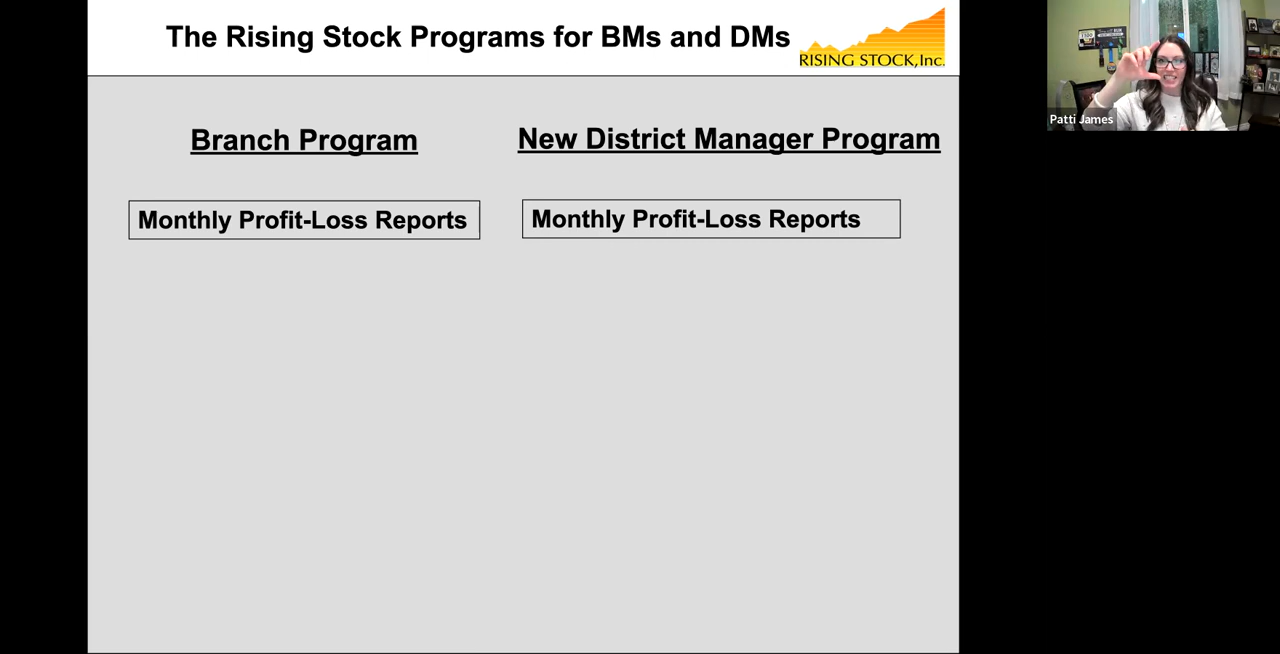 The Rising Stock Programs for BMs and DMs
RISING STOCK, Inc.
Branch Program
New District Manager Program
Monthly Profit-Loss Reports
Monthly Profit-Loss Reports
Patti James